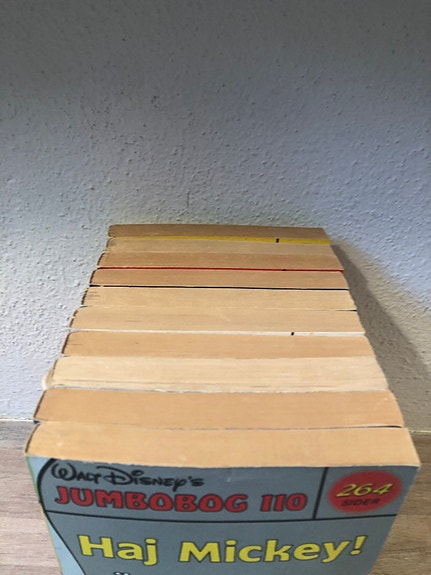 WALT DISNEY'S
JUMBOBOG 110
264
SIDER
Haj Mickey!